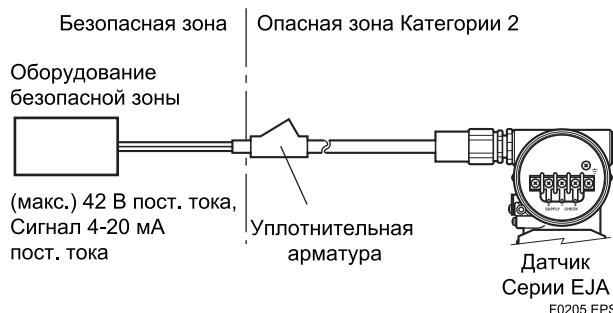 Безопасная зона
Опасная зона Категории 2
Оборудование
безопасной зоны
(макс.) 42 В пост. тока,
Сигнал 4-20 мА
пост. тока
Уплотнительная
арматура
SUPPLY CHECK
Датчик
Серии EJA
F0205.EPS